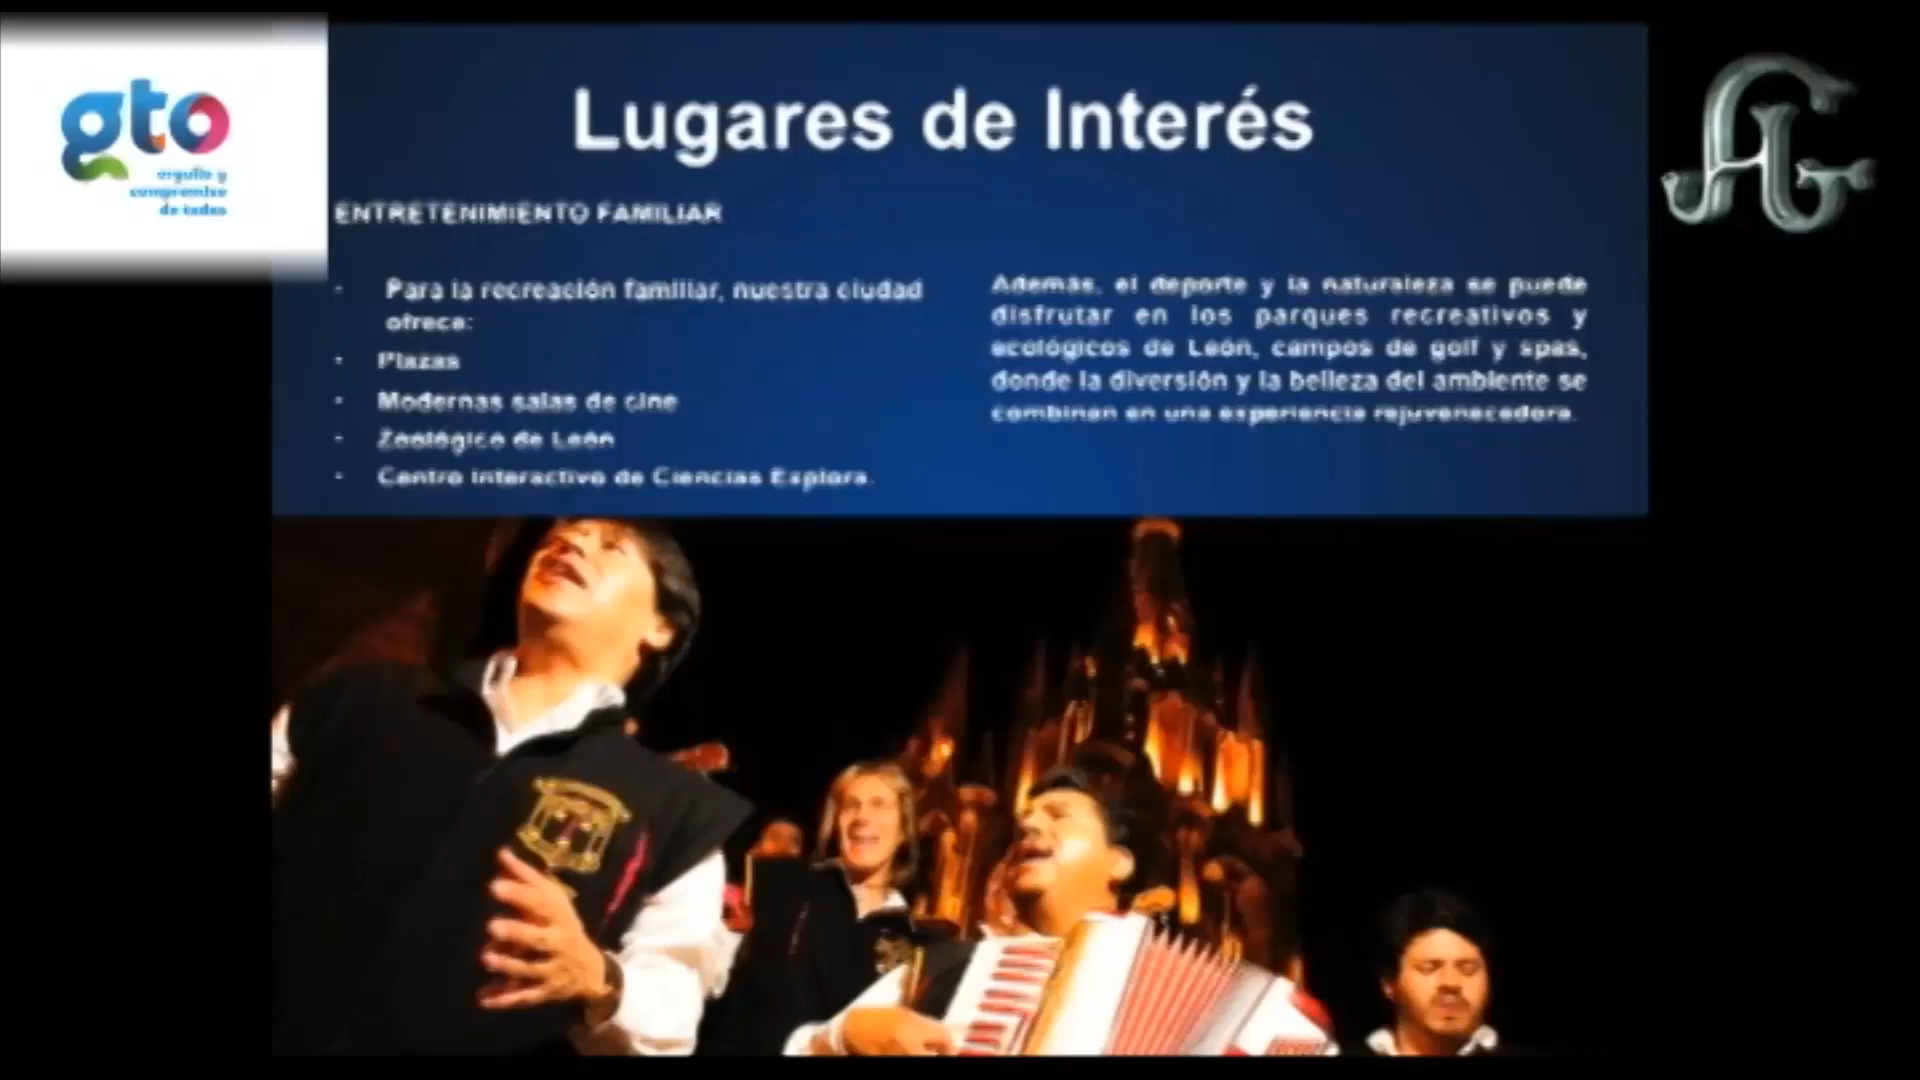 gto
orgullo y
compromiso
de todos
Lugares de Interés
AG
ENTRETENIMIENTO FAMILIAR
- Para la recreación familiar, nuestra ciudad
ofrece:
- Plazas
- Modernas salas de cine
- Zoológico de León
- Centro Interactivo de Ciencias Explora.
Además, el deporte y la naturaleza se puede
disfrutar en los parques recreativos y
ecológicos de León, campos de golf y spas,
donde la diversión y la belleza del ambiente se
combinan en una experiencia rejuvenecedora.